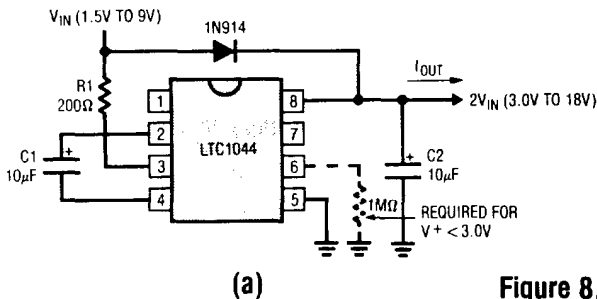 V_IN (1.5V TO 9V)
1N914
I_OUT
2V_IN (3.0V TO 18V)
R1
200Ω
1
2
3
4
8
7
6
5
LTC1044
C1
10μF
+
C2
10μF
+
1MΩ
REQUIRED FOR
V+ <3.0V
(a)
Figure 8.